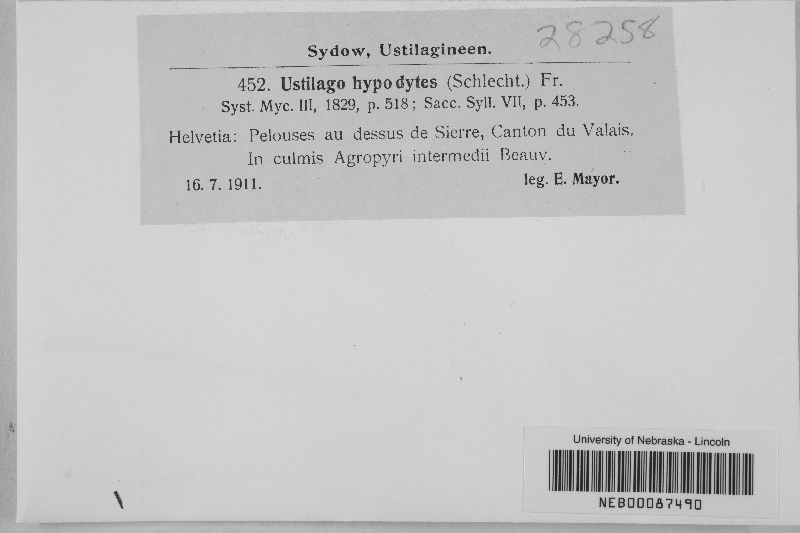 28258
Sydow, Ustilagineen.
452. Ustilago hypodytes (Schlecht.) Fr.
Syst. Myc. III, 1829, p. 518; Sacc. Syll. VII, p. 453.
Helvetia: Pelouses au dessus de Sierre, Canton du Valais.
In culmis Agropyri intermedii Beauv.
16. 7. 1911. leg. E. Mayor.
University of Nebraska - Lincoln
NEB00087490